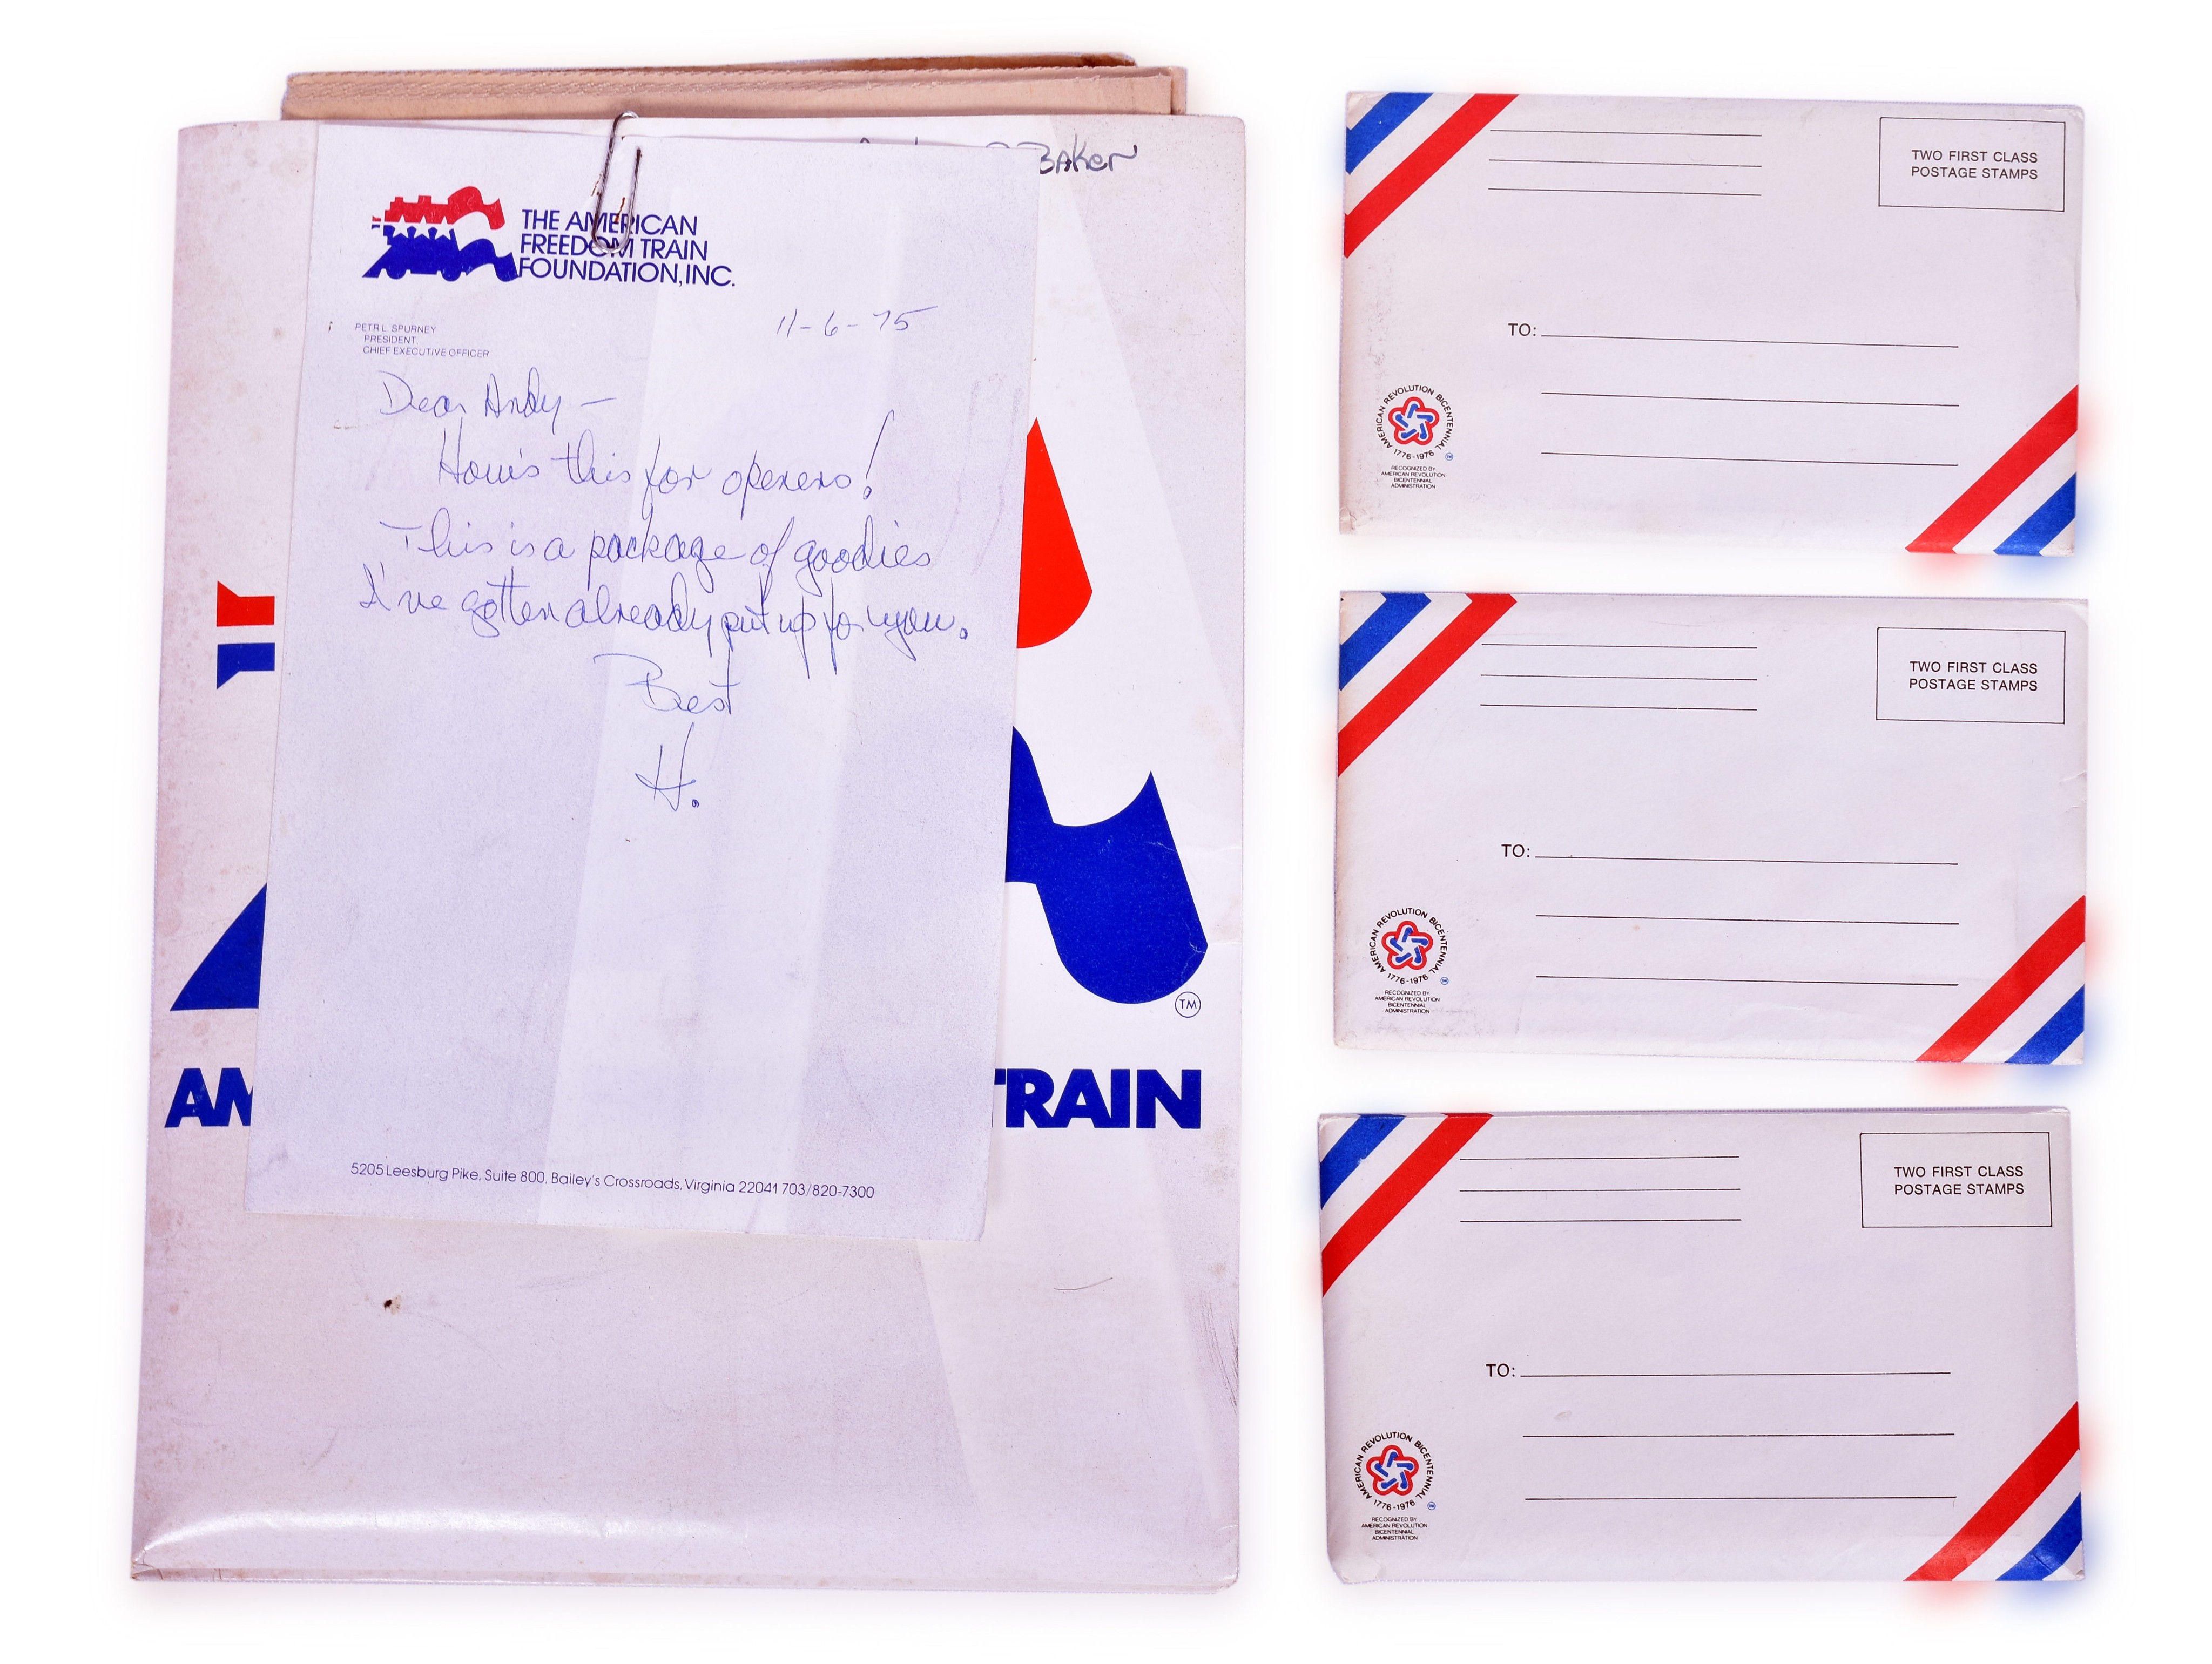 BAKer
THE AMERICAN
FREEDOM TRAIN
FOUNDATION, INC.
11-6-75
PETR L. SPURNEY
PRESIDENT,
CHIEF EXECUTIVE OFFICER
Dear Andy —
How's this for openers!
This is a package of goodies
I've gotten already put up for you.
Best
H.
TM
AM
TRAIN
5205 Leesburg Pike, Suite 800, Bailey's Crossroads, Virginia 22041 703/820-7300
TWO FIRST CLASS
POSTAGE STAMPS
TO:
AMERICAN REVOLUTION BICENTENNIAL
1776-1976
RECOGNIZED BY
AMERICAN REVOLUTION
BICENTENNIAL
ADMINISTRATION
TWO FIRST CLASS
POSTAGE STAMPS
TO:
AMERICAN REVOLUTION BICENTENNIAL
1776-1976
RECOGNIZED BY
AMERICAN REVOLUTION
BICENTENNIAL
ADMINISTRATION
TWO FIRST CLASS
POSTAGE STAMPS
TO:
AMERICAN REVOLUTION BICENTENNIAL
1776-1976
RECOGNIZED BY
AMERICAN REVOLUTION
BICENTENNIAL
ADMINISTRATION